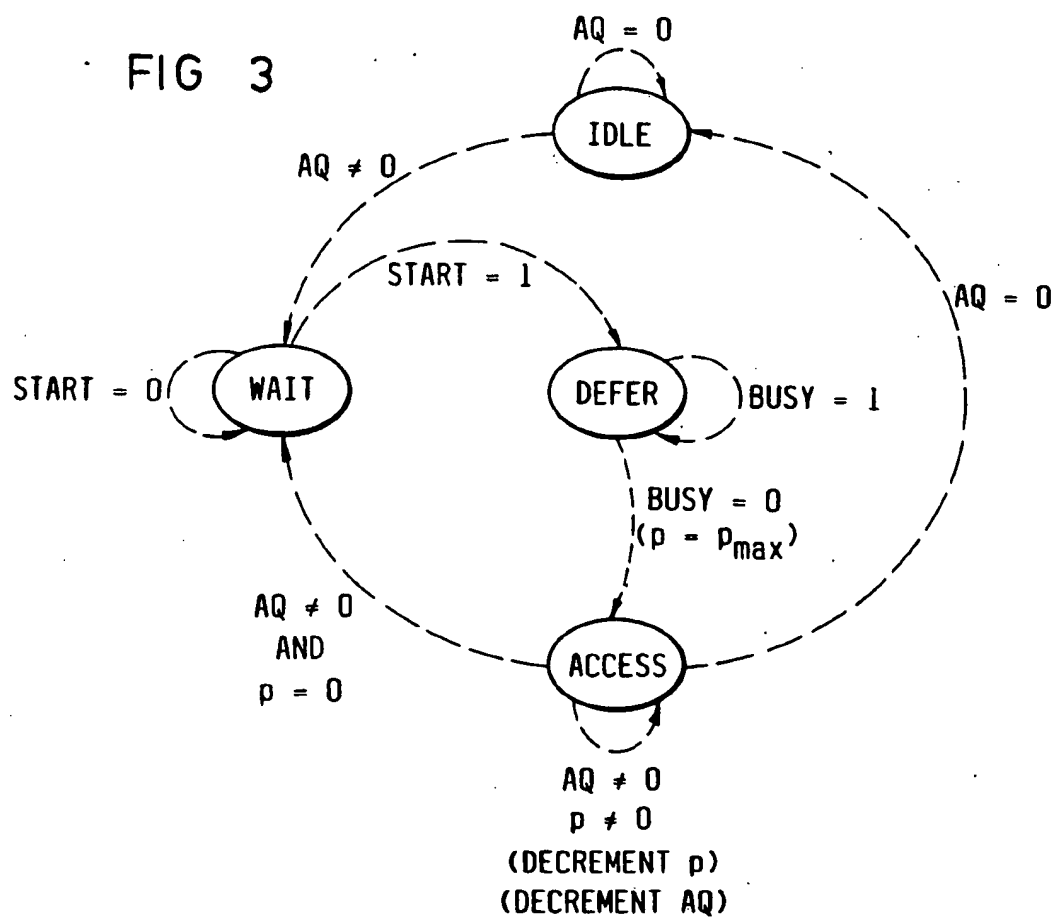 FIG 3
AQ = 0
IDLE
AQ ≠ 0
START = 1
AQ = 0
START = 0
WAIT
DEFER
BUSY = 1
BUSY = 0
(p = pmax)
AQ ≠ 0
AND
p = 0
ACCESS
AQ ≠ 0
p ≠ 0
(DECREMENT p)
(DECREMENT AQ)